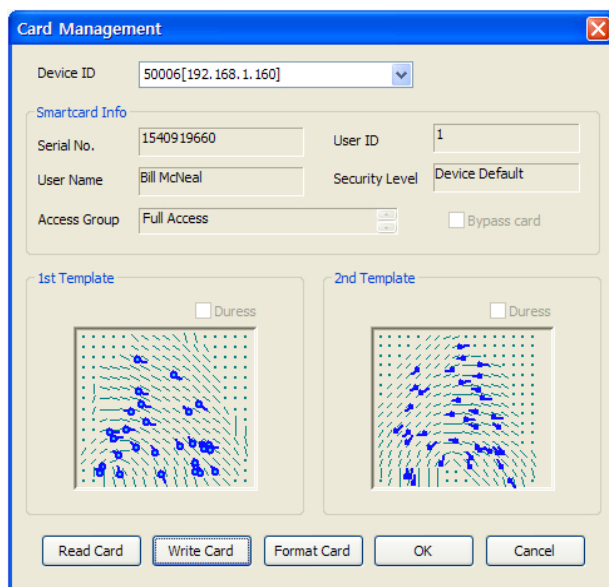 Card Management
Device ID 50006[192.168.1.160]
Smartcard Info
Serial No. 1540919660 User ID 1
User Name Bill McNeal Security Level Device Default
Access Group Full Access Bypass card
1st Template 2nd Template
Duress Duress
Read Card Write Card Format Card OK Cancel